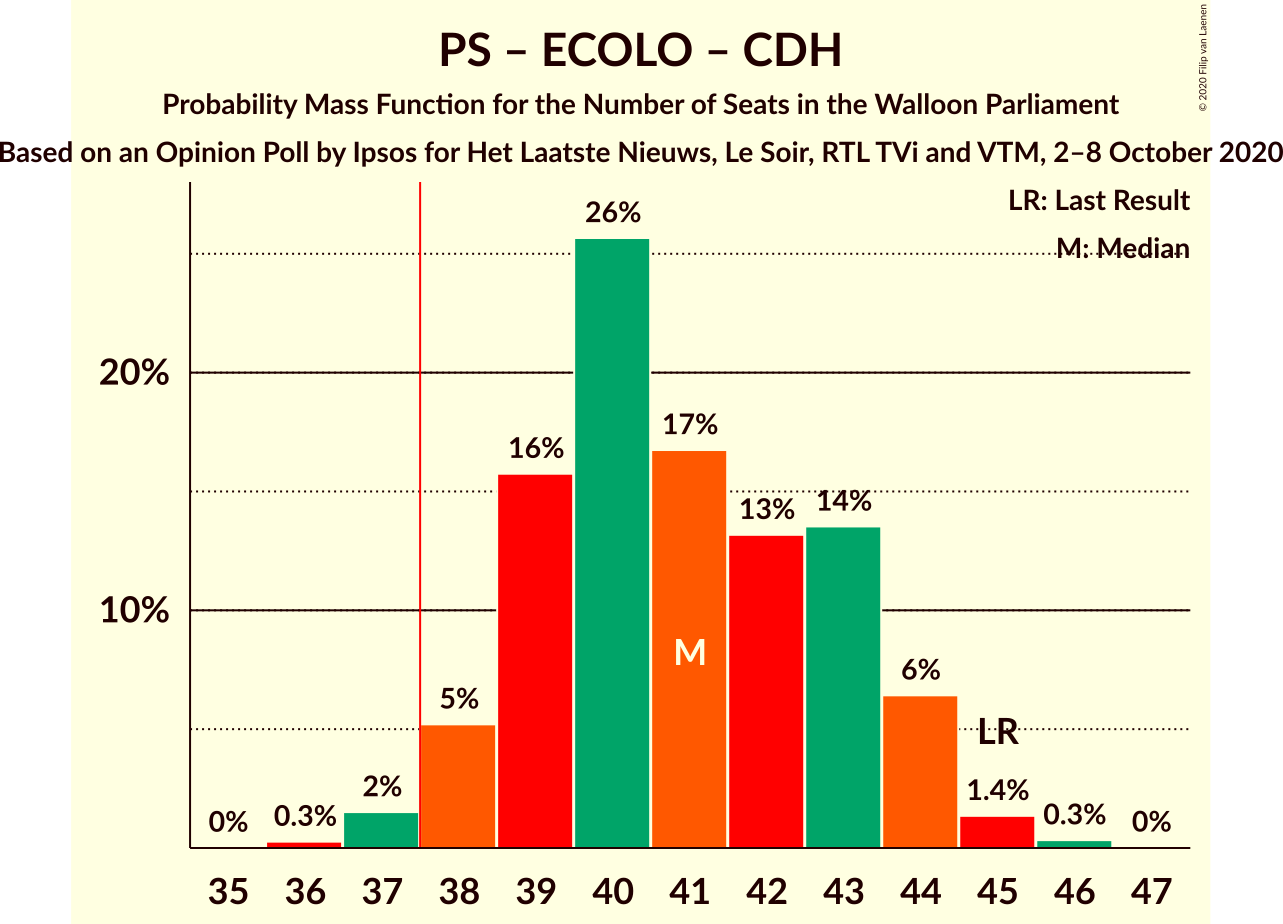 PS – ECOLO – CDH
Probability Mass Function for the Number of Seats in the Walloon Parliament
Based on an Opinion Poll by Ipsos for Het Laatste Nieuws, Le Soir, RTL TVi and VTM, 2–8 October 2020
© 2020 Filip van Laenen
LR: Last Result
M: Median
26%
20%
17%
16%
14%
13%
10%
M
6%
5%
LR
2%
1.4%
0.3%
0.3%
0%
0%
35 36 37 38 39 40 41 42 43 44 45 46 47